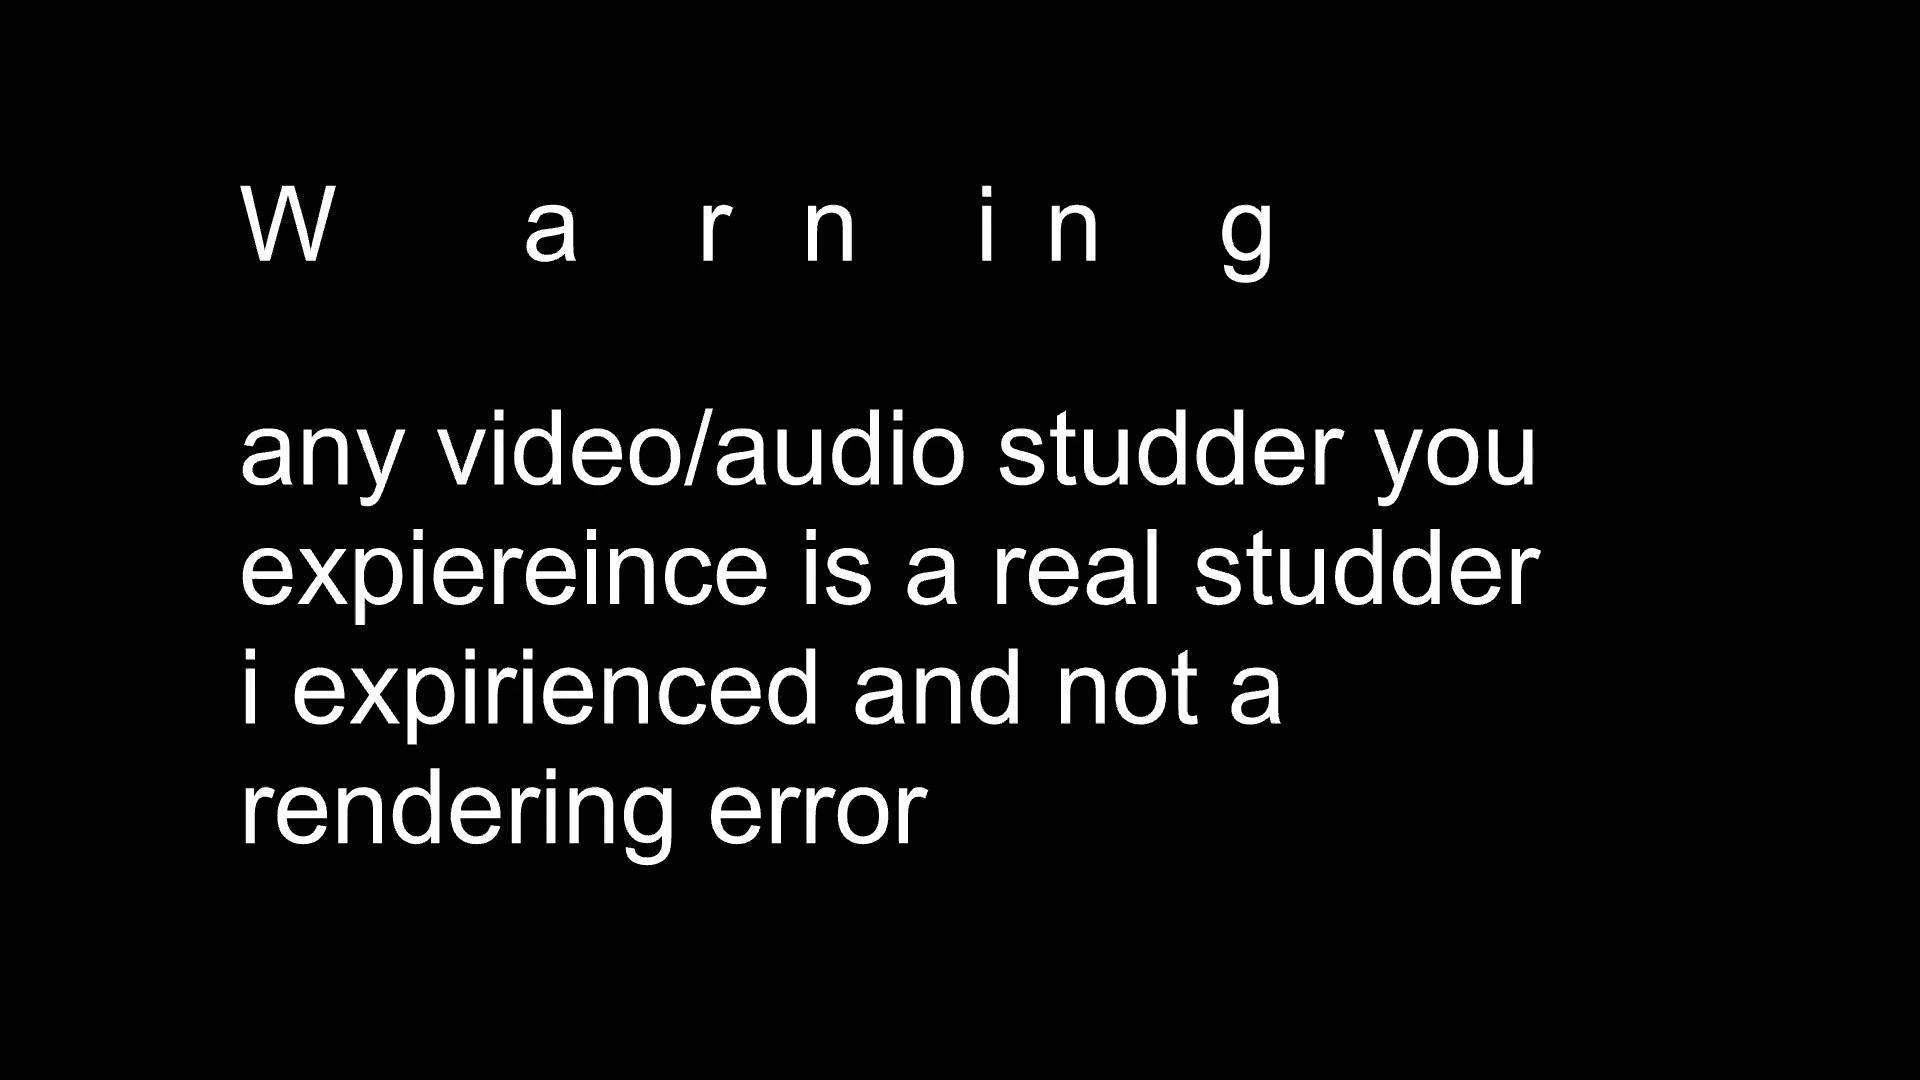 W a r n i n g
any video/audio studder you
expiereince is a real studder
i expirienced and not a
rendering error